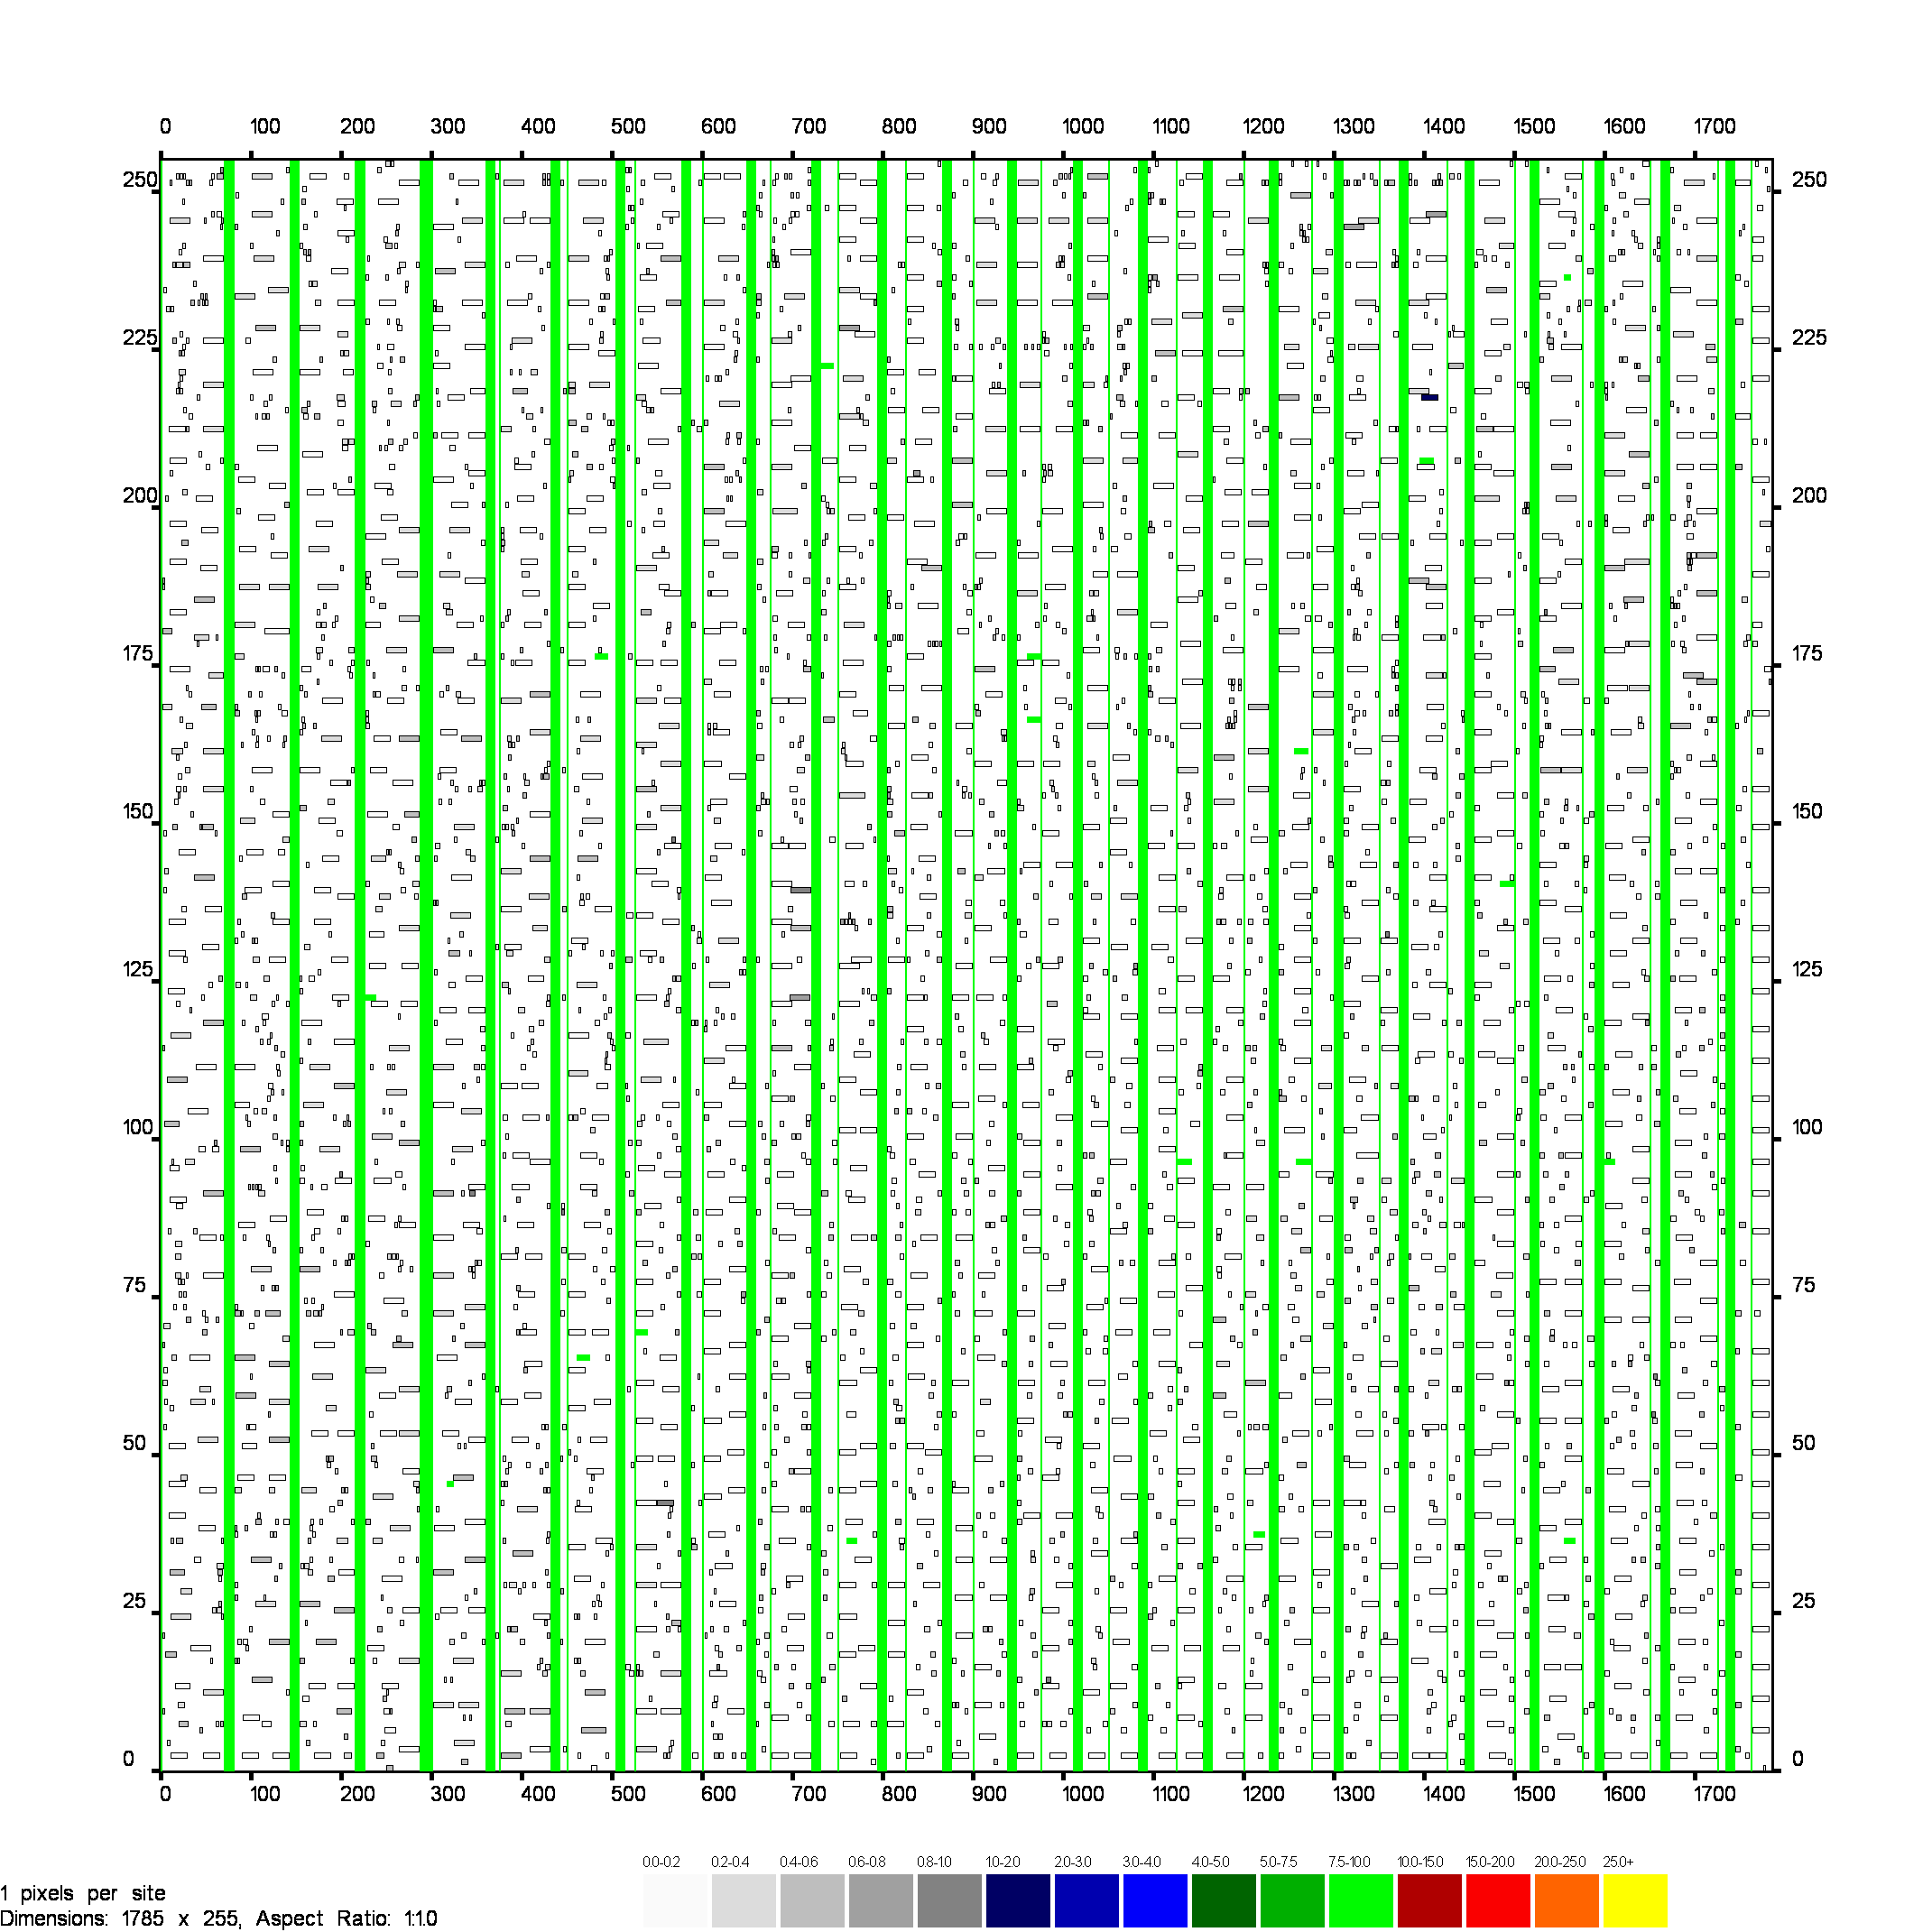 0 100 200 300 400 500 600 700 800 900 1000 1100 1200 1300 1400 1500 1600 1700
250 250
225 225
200 200
175 175
150 150
125 125
100 100
75 75
50 50
25 25
0 0
0 100 200 300 400 500 600 700 800 900 1000 1100 1200 1300 1400 1500 1600 1700
0.0-0.2 0.2-0.4 0.4-0.6 0.6-0.8 0.8-1.0 1.0-2.0 2.0-3.0 3.0-4.0 4.0-5.0 5.0-7.5 7.5-10.0 10.0-15.0 15.0-20.0 20.0-25.0 25.0+
1 pixels per site
Dimensions: 1785 x 255, Aspect Ratio: 1:1.0